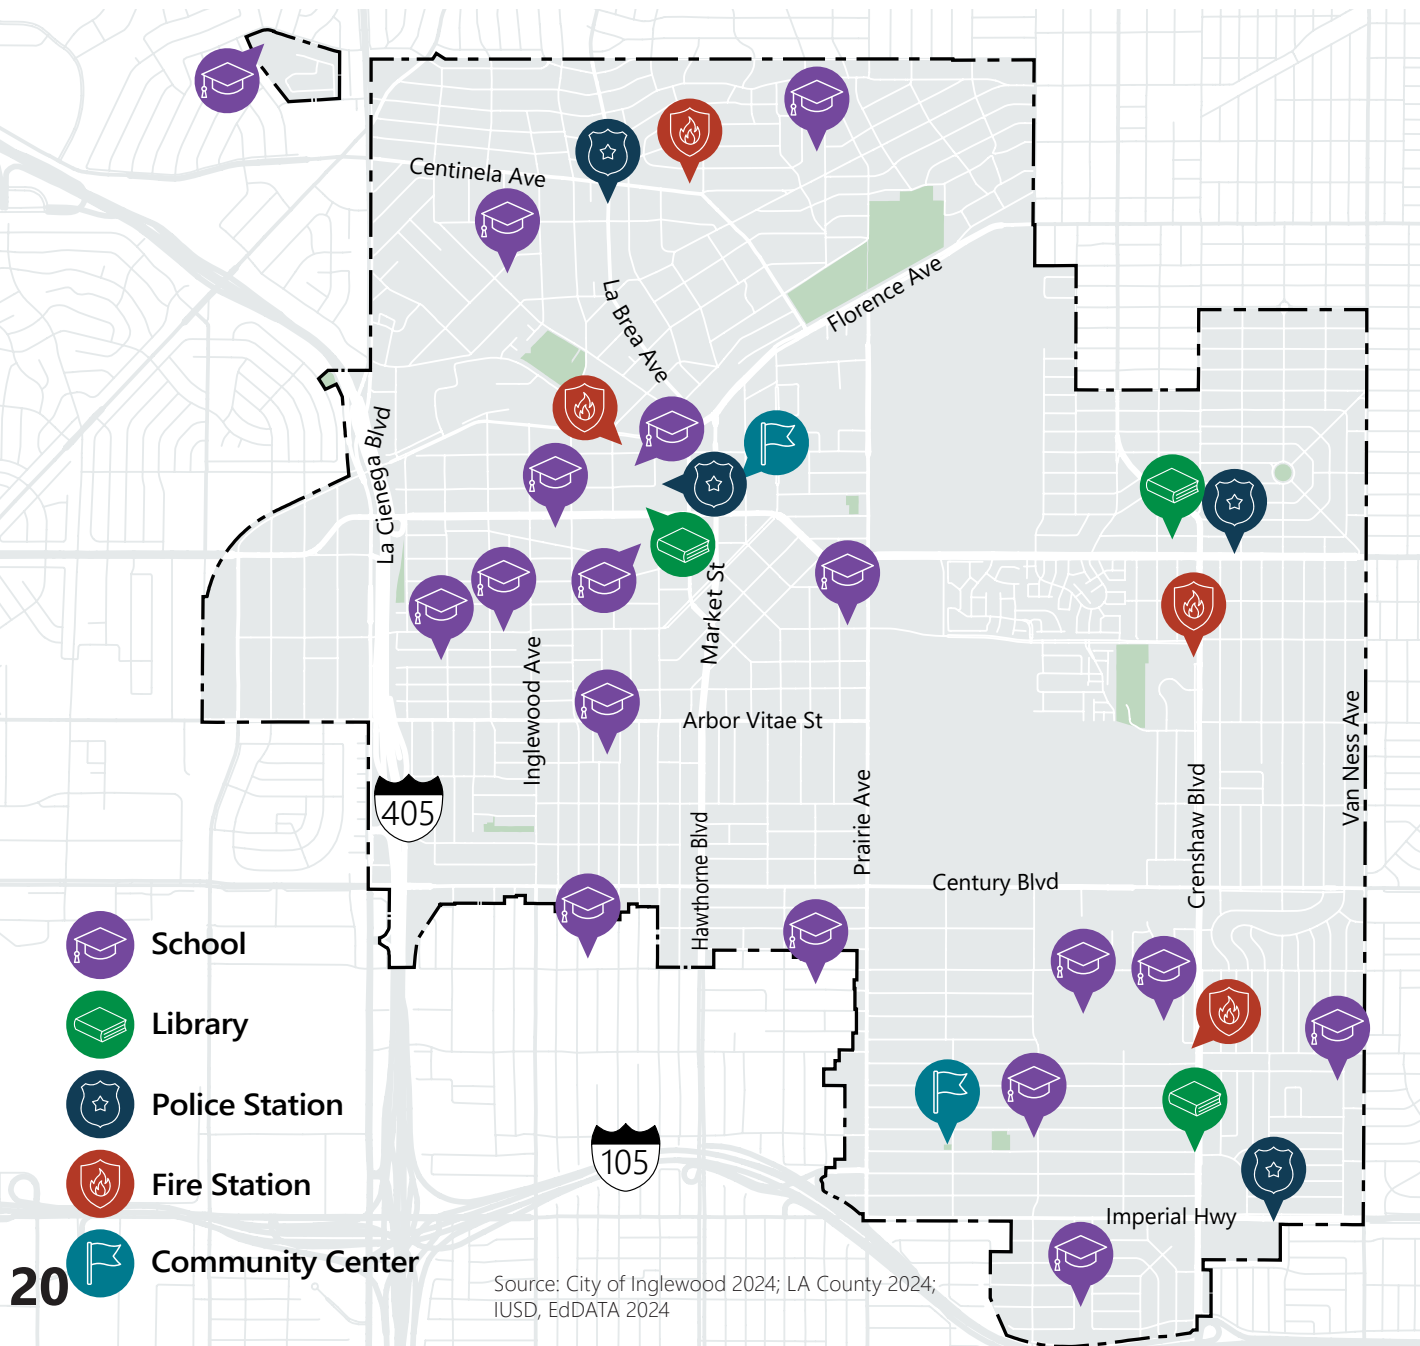 Centinela Ave
La Brea Ave
Florence Ave
La Cienega Blvd
Market St
Inglewood Ave
Arbor Vitae St
405
Prairie Ave
Hawthorne Blvd
Van Ness Ave
Crenshaw Blvd
Century Blvd
School
Library
Police Station
Fire Station
Community Center
105
Imperial Hwy
20
Source: City of Inglewood 2024; LA County 2024;
IUSD, EdDATA 2024